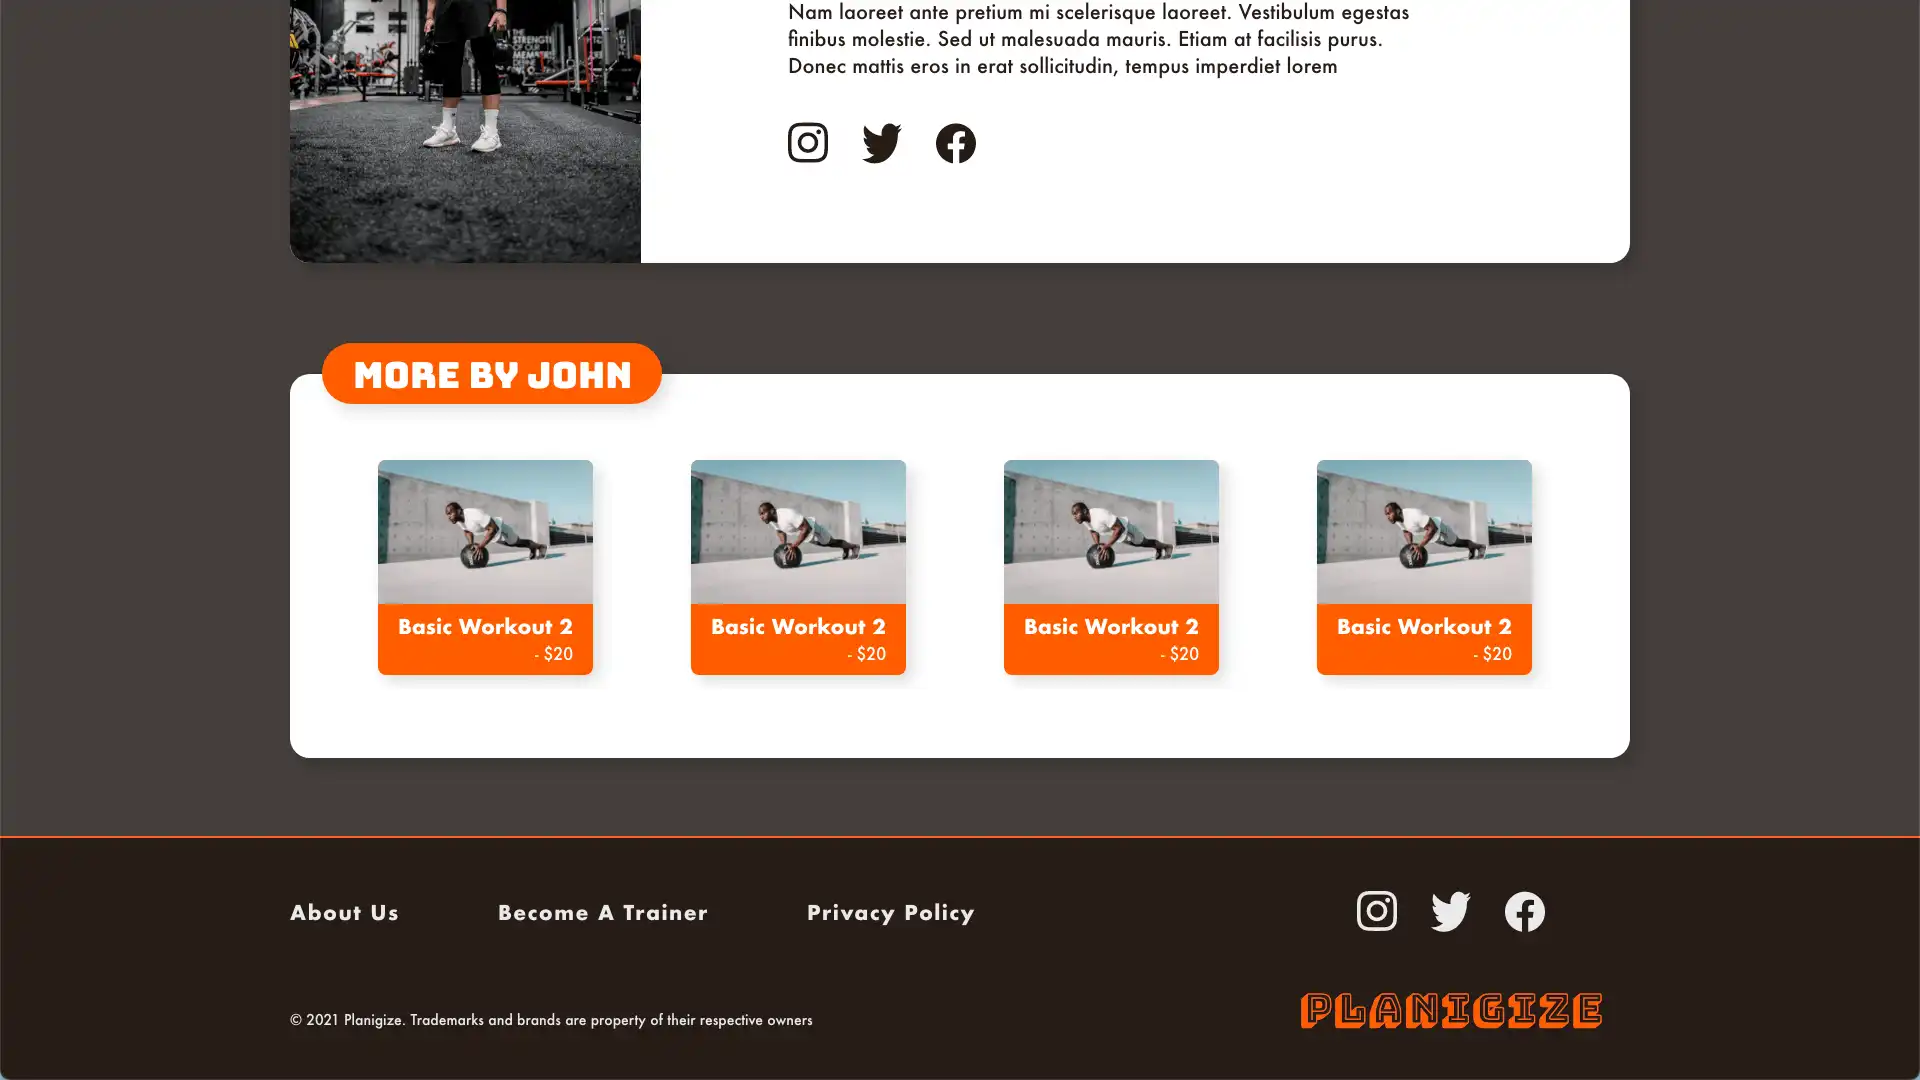 Nam laoreet ante pretium mi scelerisque laoreet. Vestibulum egestas
finibus molestie. Sed ut malesuada mauris. Etiam at facilisis purus.
Donec mattis eros in erat sollicitudin, tempus imperdiet lorem
MORE BY JOHN
Basic Workout 2
- $20
Basic Workout 2
- $20
Basic Workout 2
- $20
Basic Workout 2
- $20
About Us
Become A Trainer
Privacy Policy
© 2021 Planigize. Trademarks and brands are property of their respective owners
PLANIGIZE